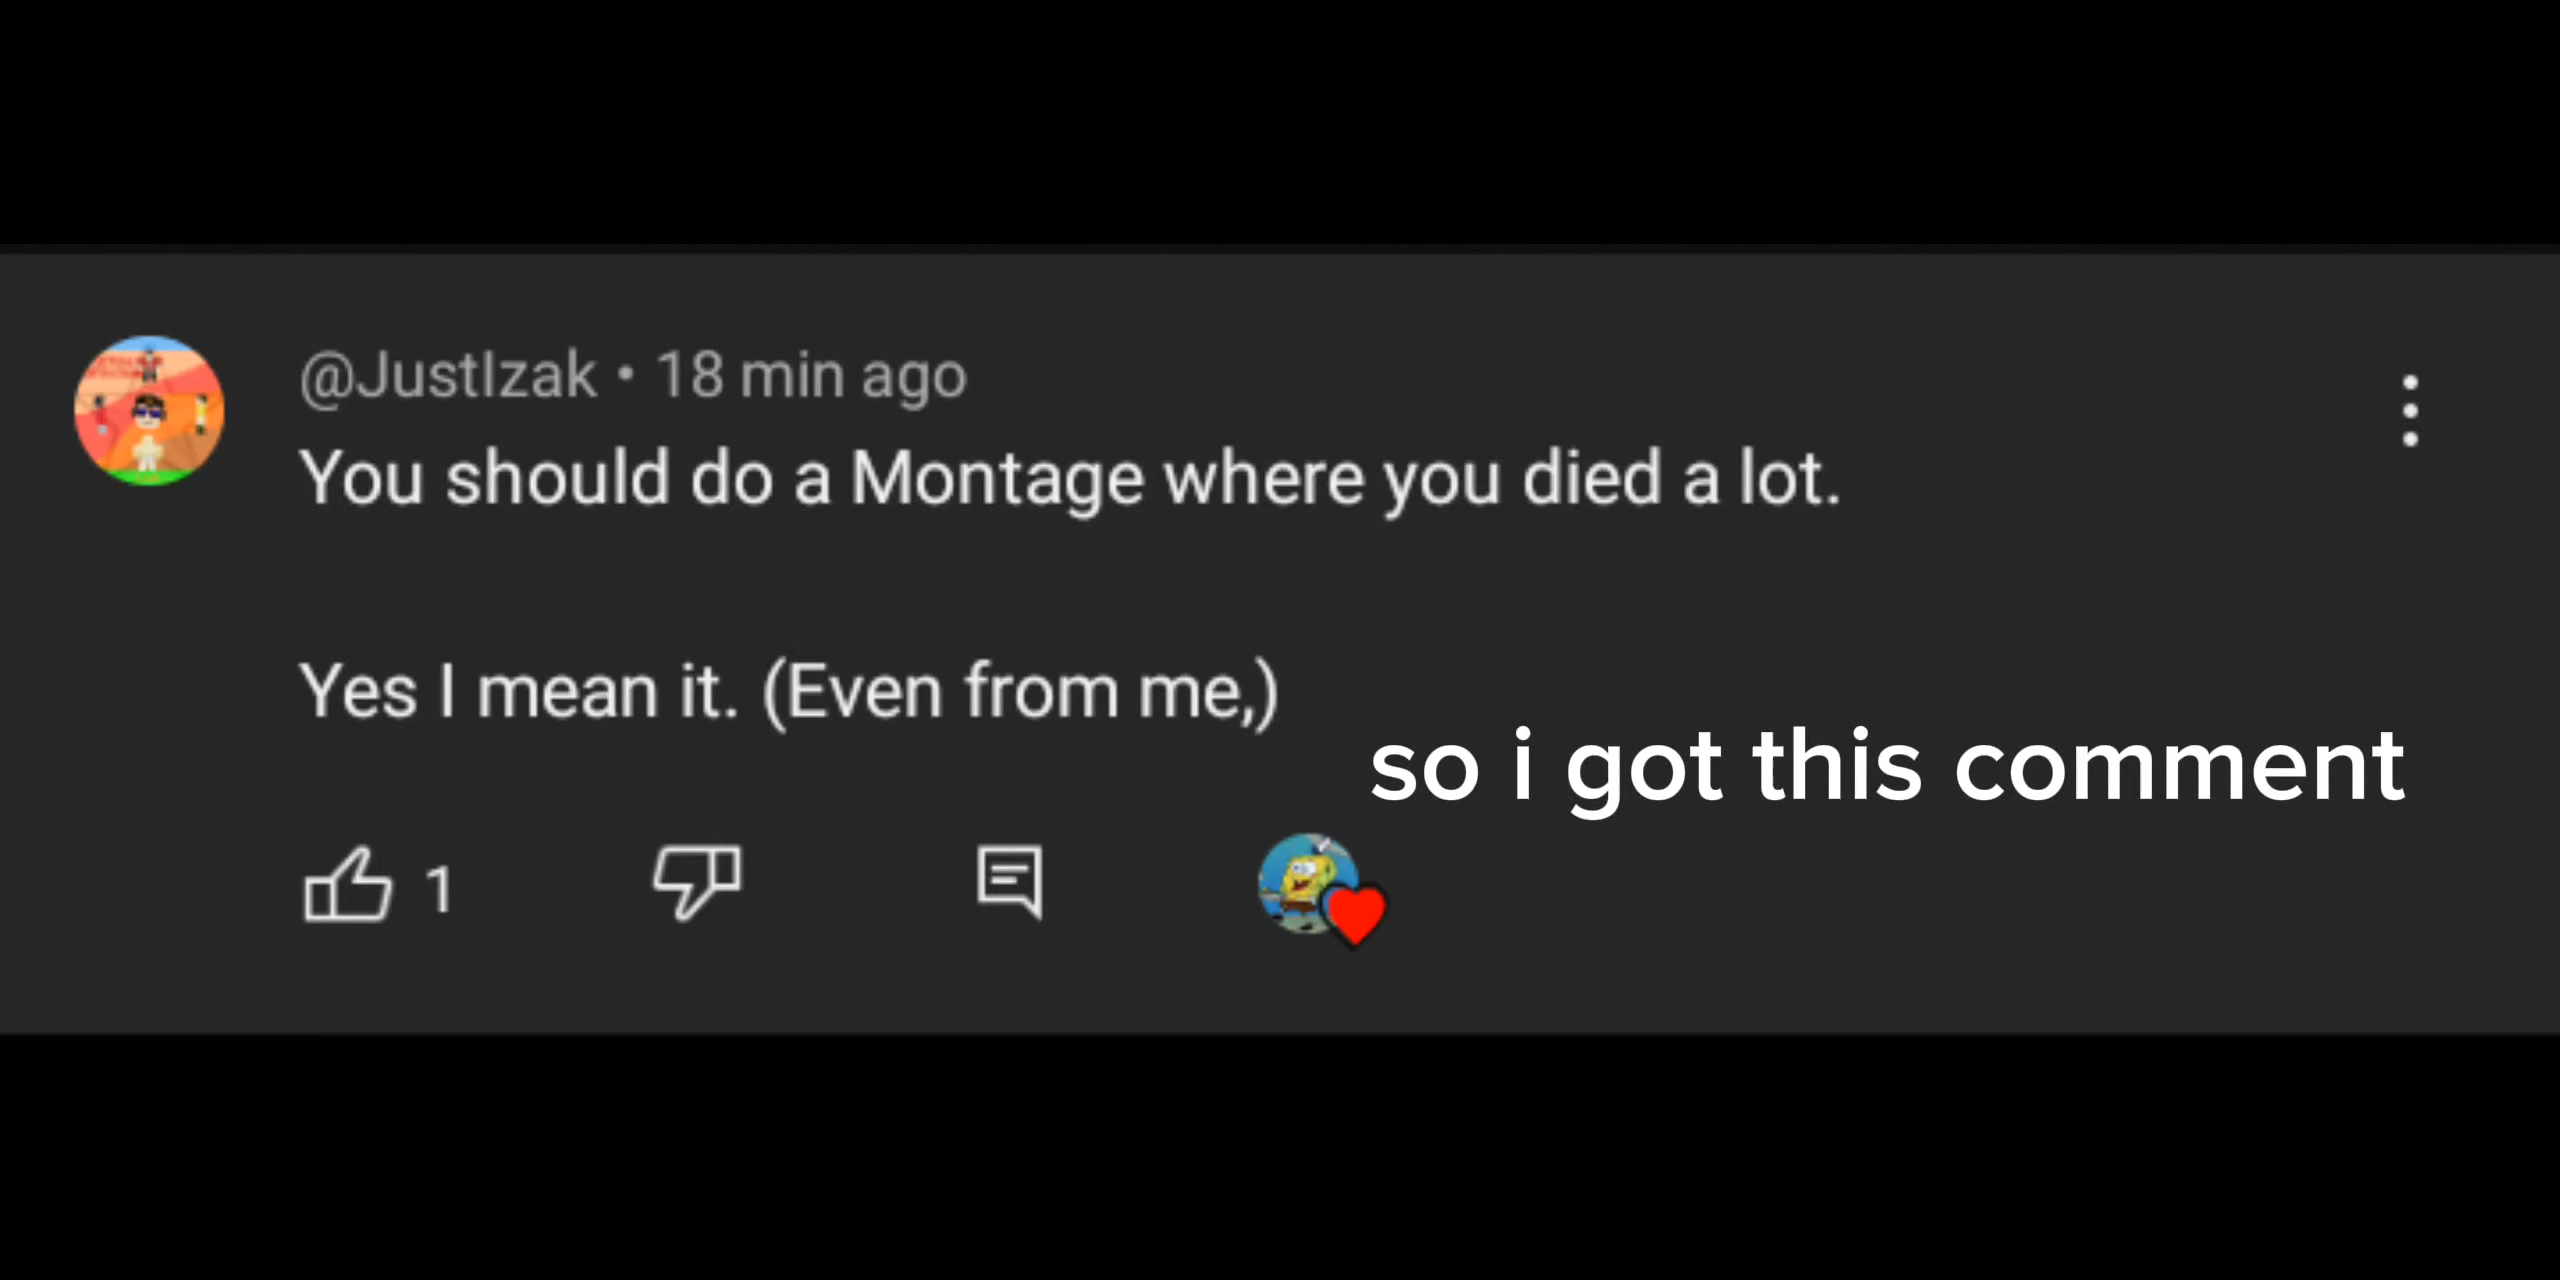 @JustIzak • 18 min ago
You should do a Montage where you died a lot.
Yes I mean it. (Even from me,)
so i got this comment
1